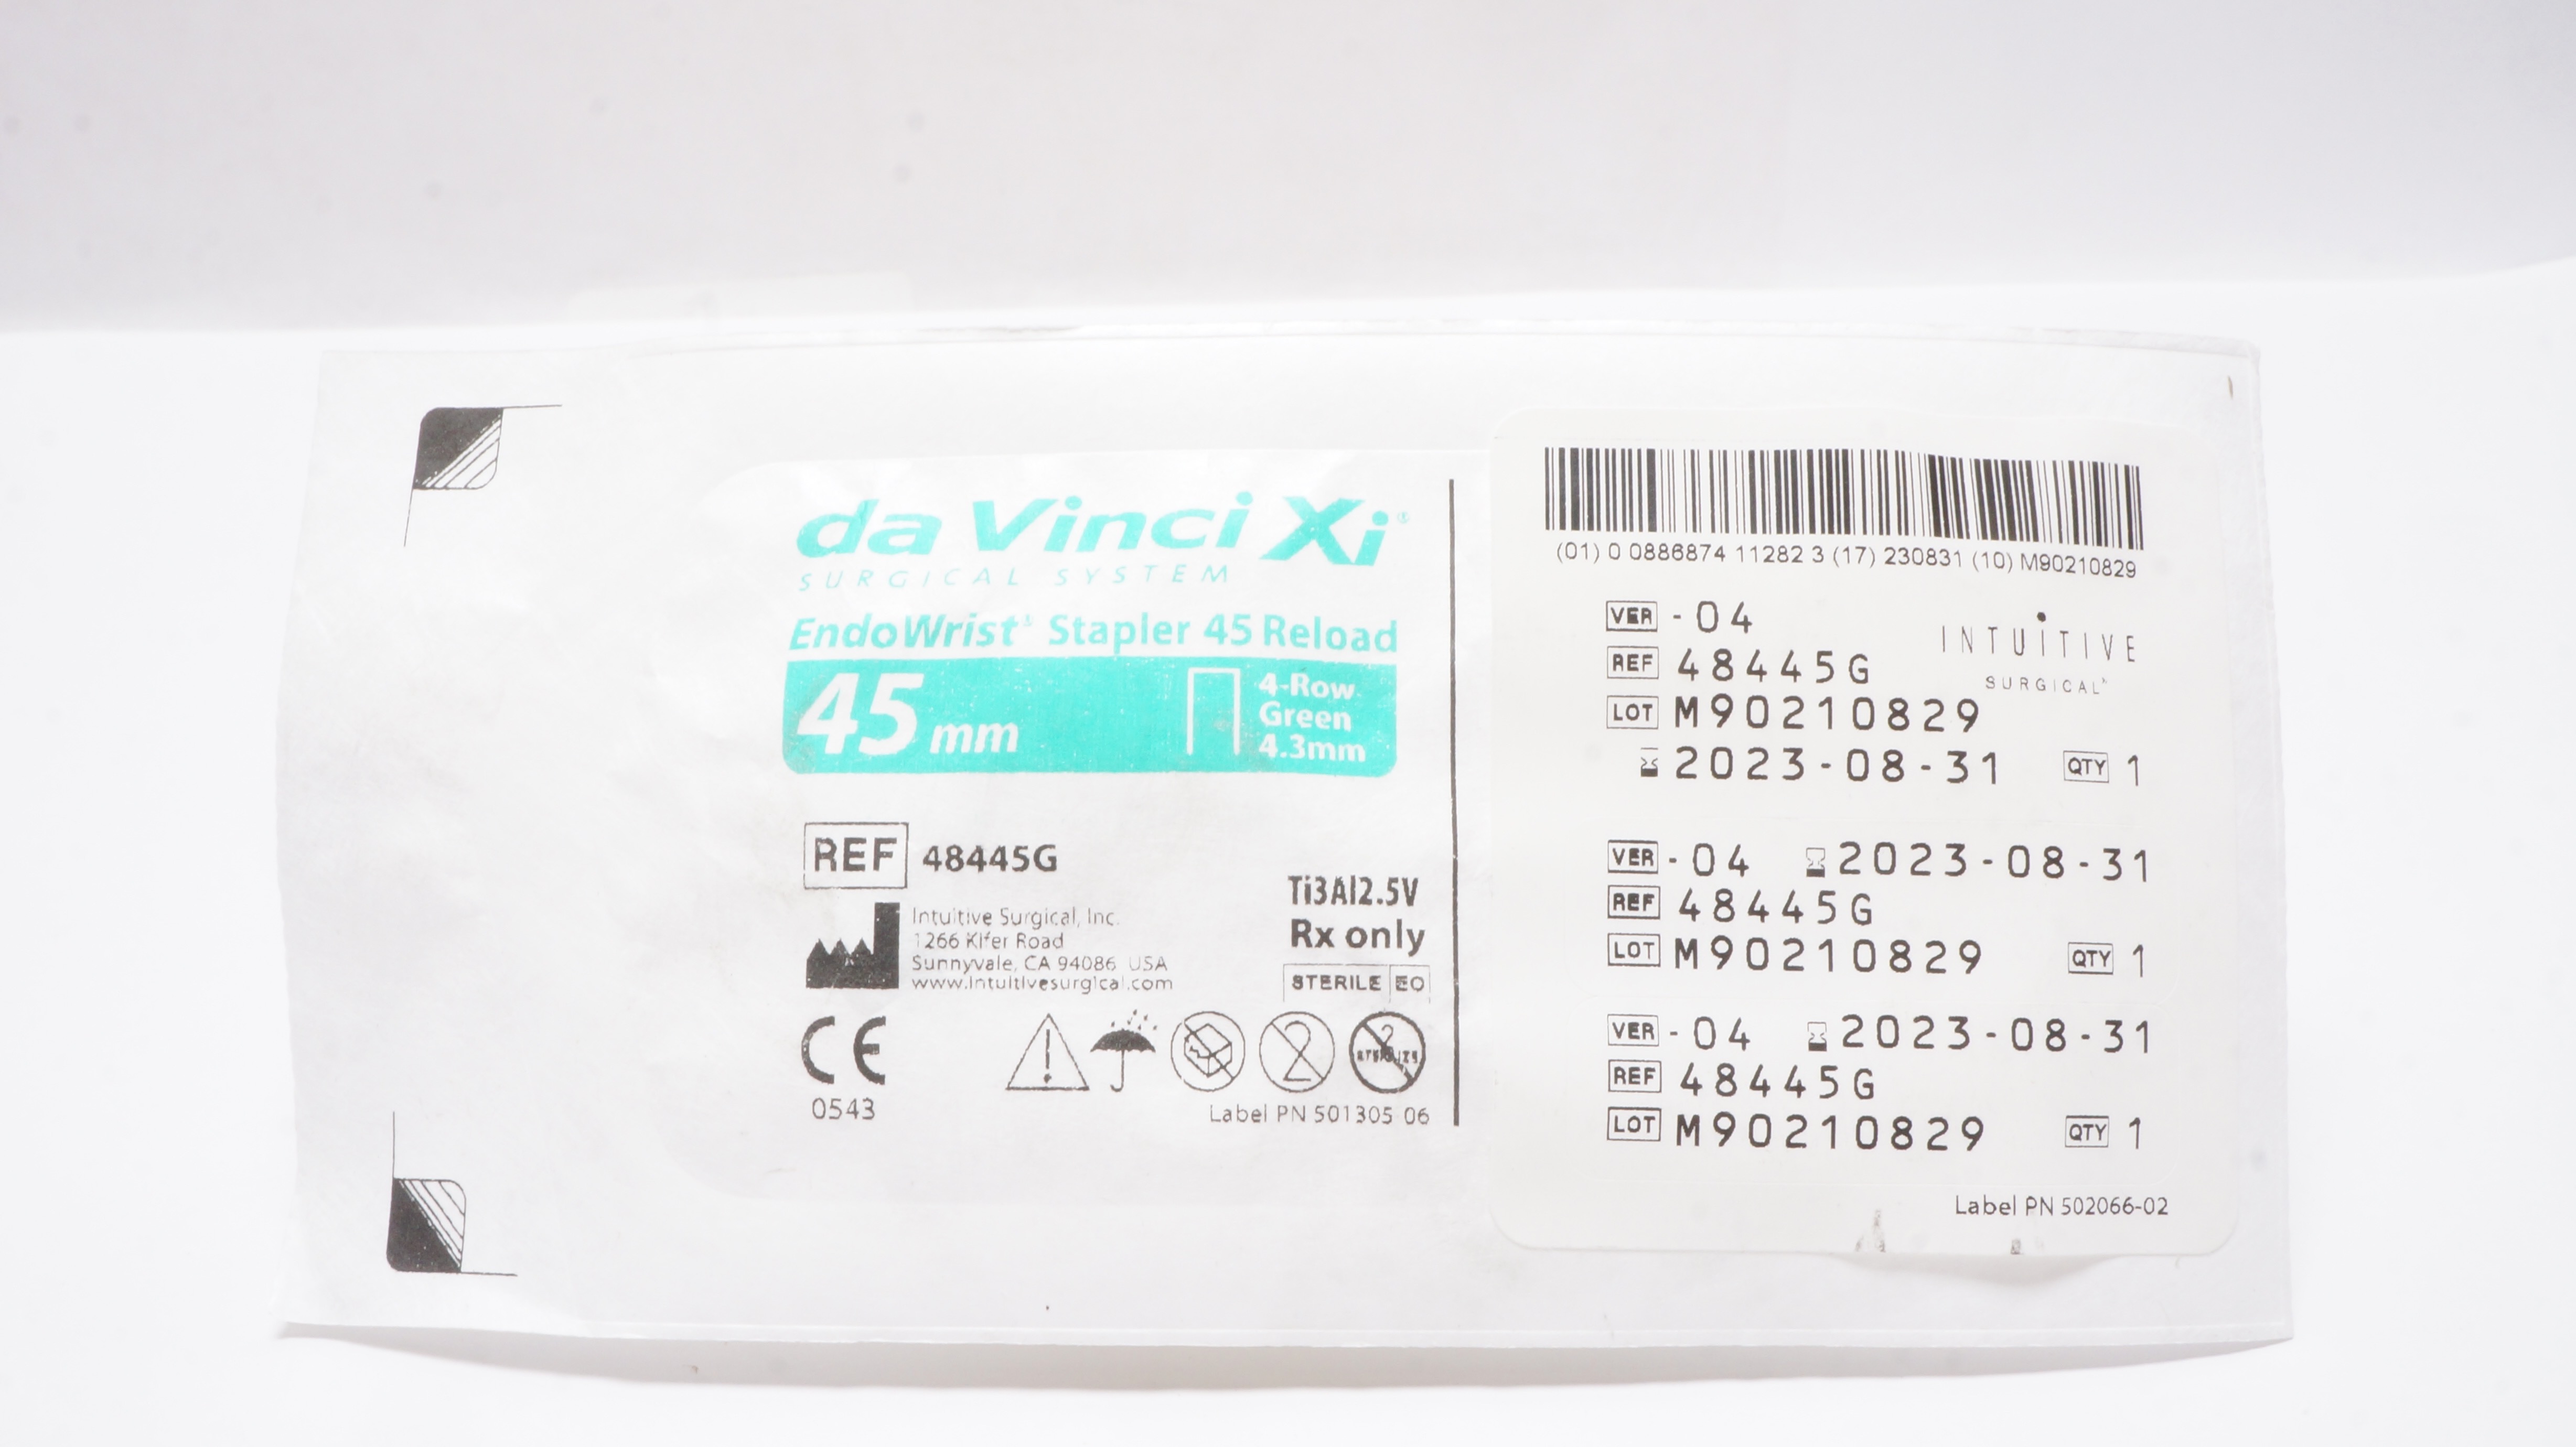 da Vinci Xi®
SURGICAL SYSTEM
EndoWrist® Stapler 45 Reload
45 mm
4-Row
Green
4.3mm
REF 48445G
Intuitive Surgical, Inc.
1266 Kifer Road
Sunnyvale, CA 94086 USA
www.intuitivesurgical.com
Ti3Al2.5V
Rx only
STERILE EO
CE
0543
2
2
Label PN 501305 06
(01) 0 0886874 11282 3 (17) 230831 (10) M90210829
VER -04
INTUITIVE
SURGICAL
REF 48445G
LOT M90210829
2023-08-31 QTY 1
VER -04 2023-08-31
REF 48445G
LOT M90210829 QTY 1
VER -04 2023-08-31
REF 48445G
LOT M90210829 QTY 1
Label PN 502066-02